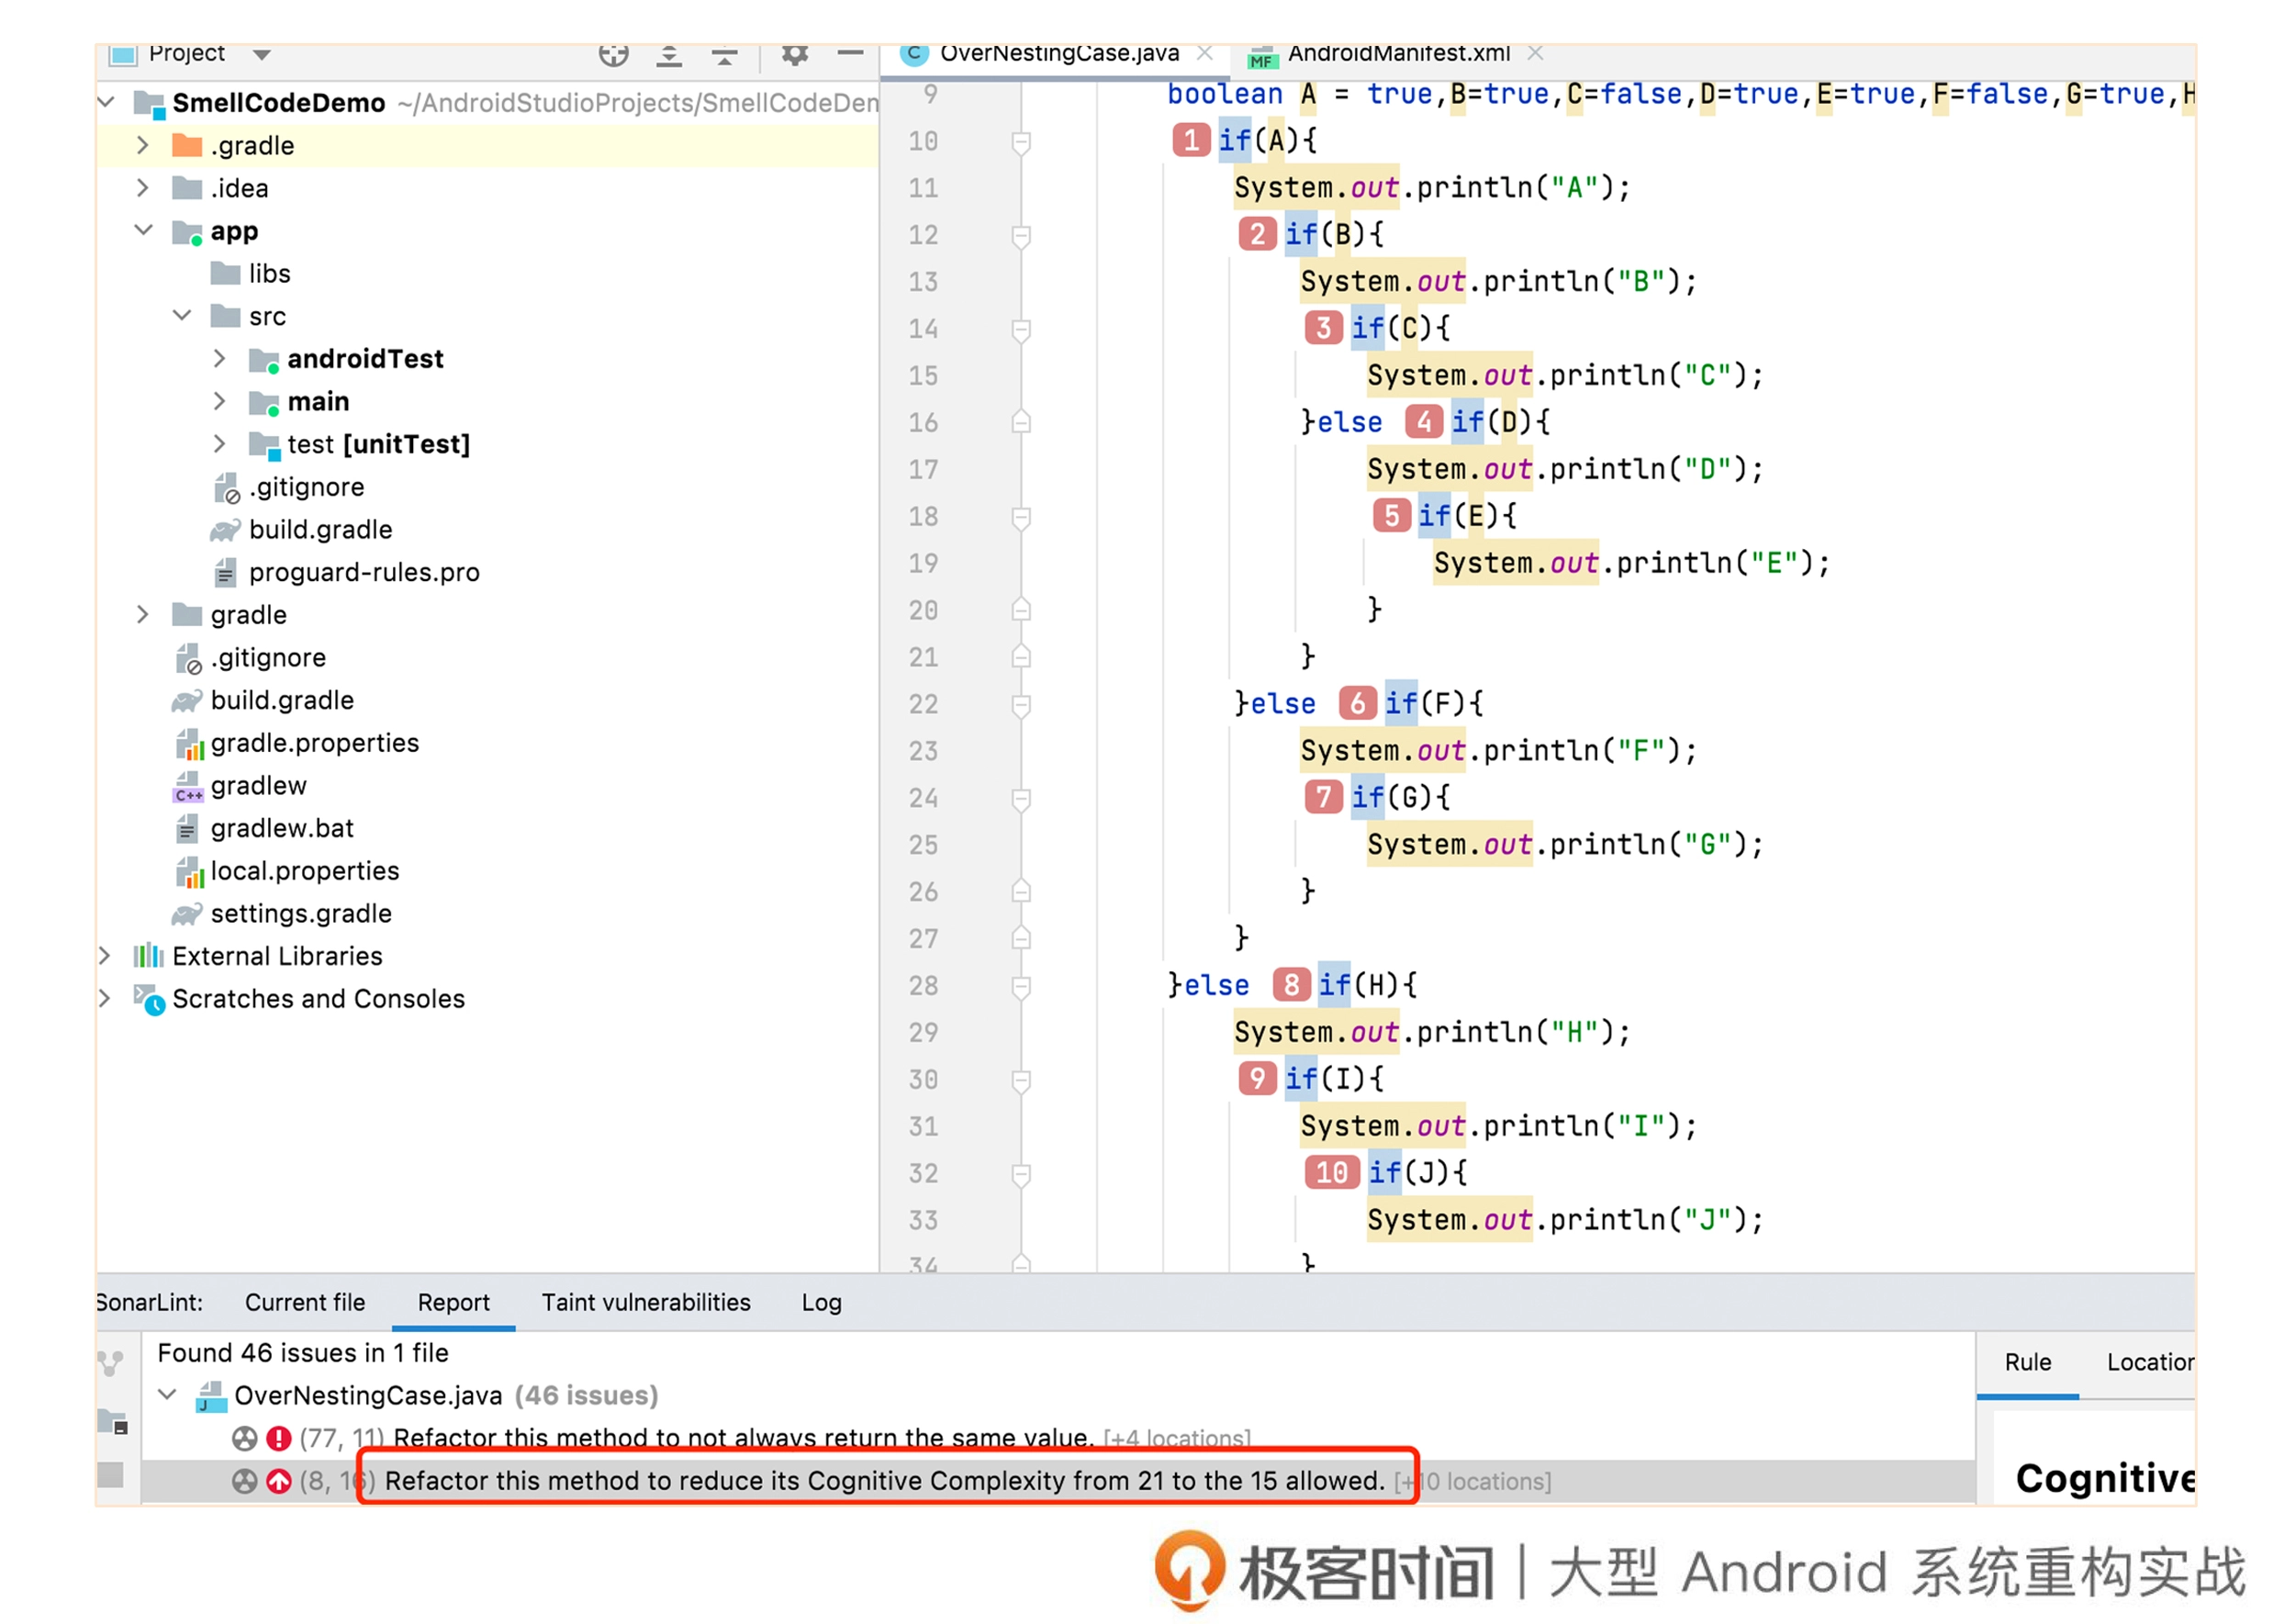 Project
OverNestingCase.java
MF AndroidManifest.xml
SmellCodeDemo ~/AndroidStudioProjects/SmellCodeDen
.gradle
.idea
app
libs
src
androidTest
main
test [unitTest]
.gitignore
build.gradle
proguard-rules.pro
gradle
.gitignore
build.gradle
gradle.properties
C++ gradlew
gradlew.bat
local.properties
settings.gradle
External Libraries
Scratches and Consoles
9 boolean A = true,B=true,C=false,D=true,E=true,F=false,G=true,H
10 1 if(A){
11 System.out.println("A");
12 2 if(B){
13 System.out.println("B");
14 3 if(C){
15 System.out.println("C");
16 }else 4 if(D){
17 System.out.println("D");
18 5 if(E){
19 System.out.println("E");
20 }
21 }
22 }else 6 if(F){
23 System.out.println("F");
24 7 if(G){
25 System.out.println("G");
26 }
27 }
28 }else 8 if(H){
29 System.out.println("H");
30 9 if(I){
31 System.out.println("I");
32 10 if(J){
33 System.out.println("J");
34 }
SonarLint: Current file Report Taint vulnerabilities Log
Found 46 issues in 1 file
OverNestingCase.java (46 issues)
(77, 11) Refactor this method to not always return the same value. [+4 locations]
(8, 16) Refactor this method to reduce its Cognitive Complexity from 21 to the 15 allowed. [+10 locations]
Rule Location
Cognitive
极客时间 | 大型 Android 系统重构实战